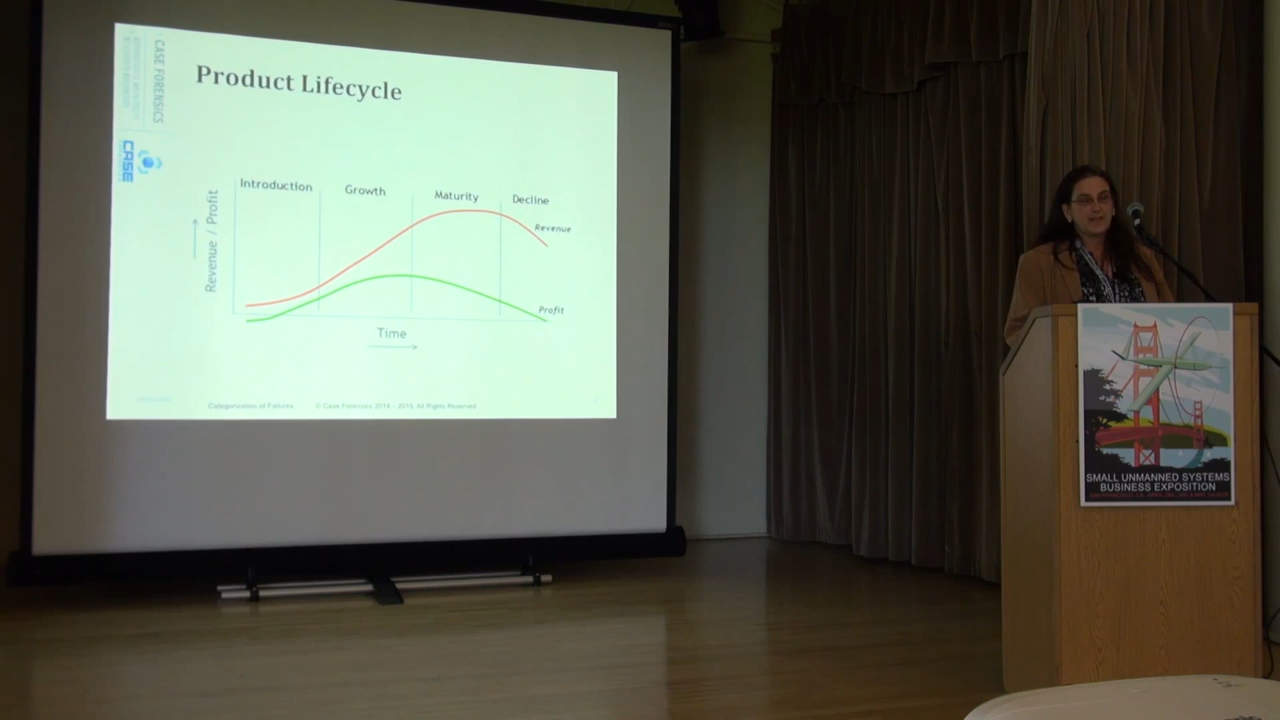 CASE FORENSICS
CASE
Product Lifecycle
Introduction
Growth
Maturity
Decline
Revenue / Profit
Revenue
Profit
Time
Categorization of Failures © Case Forensics 2014 – 2015, All Rights Reserved
SMALL UNMANNED SYSTEMS
BUSINESS EXPOSITION